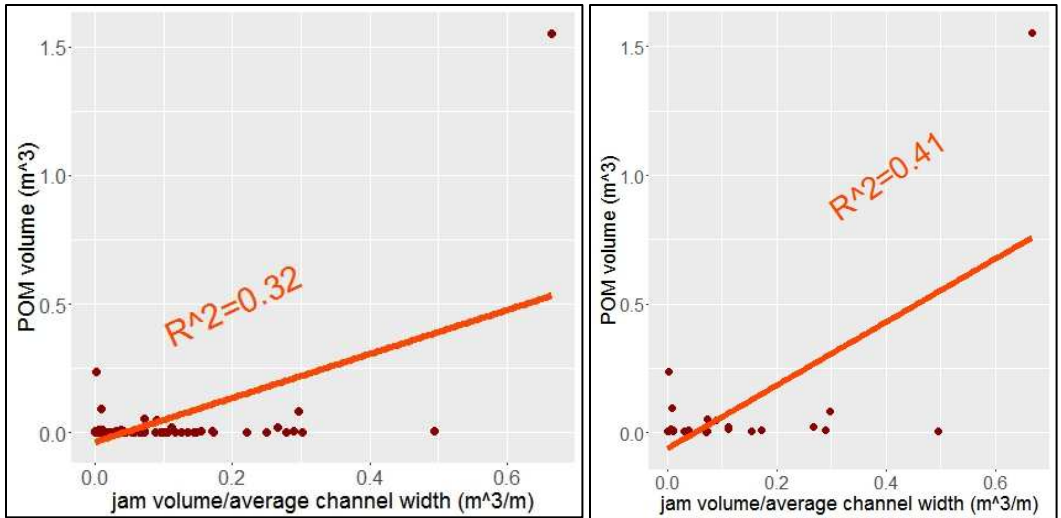 POM volume (m^3)
1.5
1.0
0.5
0.0
R^2=0.32
0.0 0.2 0.4 0.6
jam volume/average channel width (m^3/m)
POM volume (m^3)
1.5
1.0
0.5
0.0
R^2=0.41
0.0 0.2 0.4 0.6
jam volume/average channel width (m^3/m)